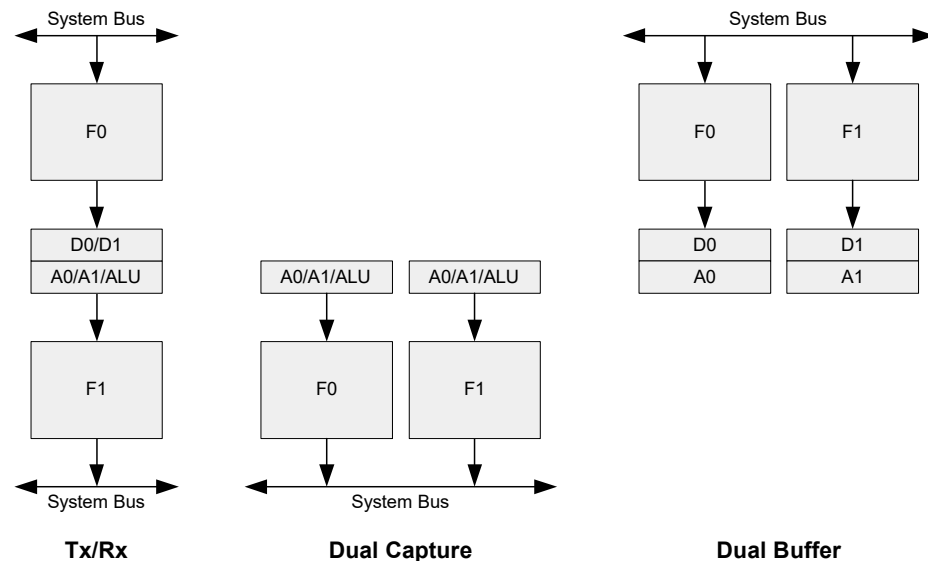 System Bus
F0
D0/D1
A0/A1/ALU
F1
System Bus
Tx/Rx
A0/A1/ALU A0/A1/ALU
F0 F1
System Bus
Dual Capture
System Bus
F0 F1
D0 D1
A0 A1
Dual Buffer